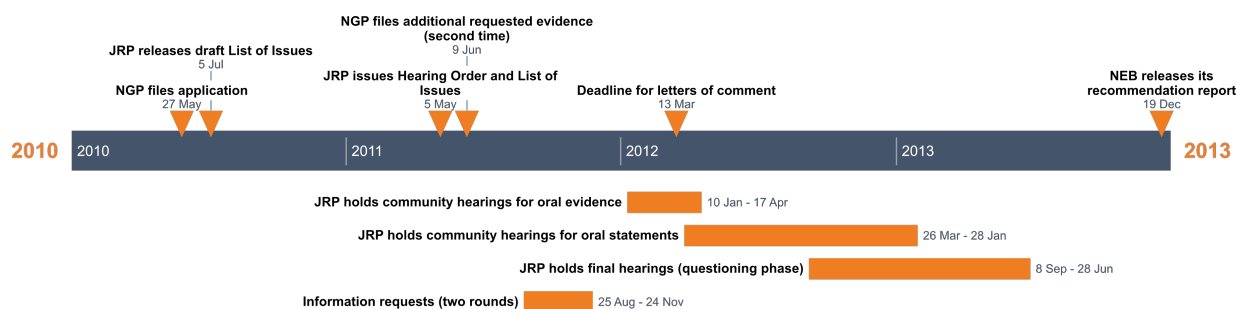 NGP files additional requested evidence
(second time)
9 Jun
JRP releases draft List of Issues
5 Jul
JRP issues Hearing Order and List of
Issues
5 May
NEB releases its
recommendation report
19 Dec
NGP files application
27 May
Deadline for letters of comment
13 Mar
2010
2010
2011
2012
2013
2013
JRP holds community hearings for oral evidence
10 Jan - 17 Apr
JRP holds community hearings for oral statements
26 Mar - 28 Jan
JRP holds final hearings (questioning phase)
8 Sep - 28 Jun
Information requests (two rounds)
25 Aug - 24 Nov